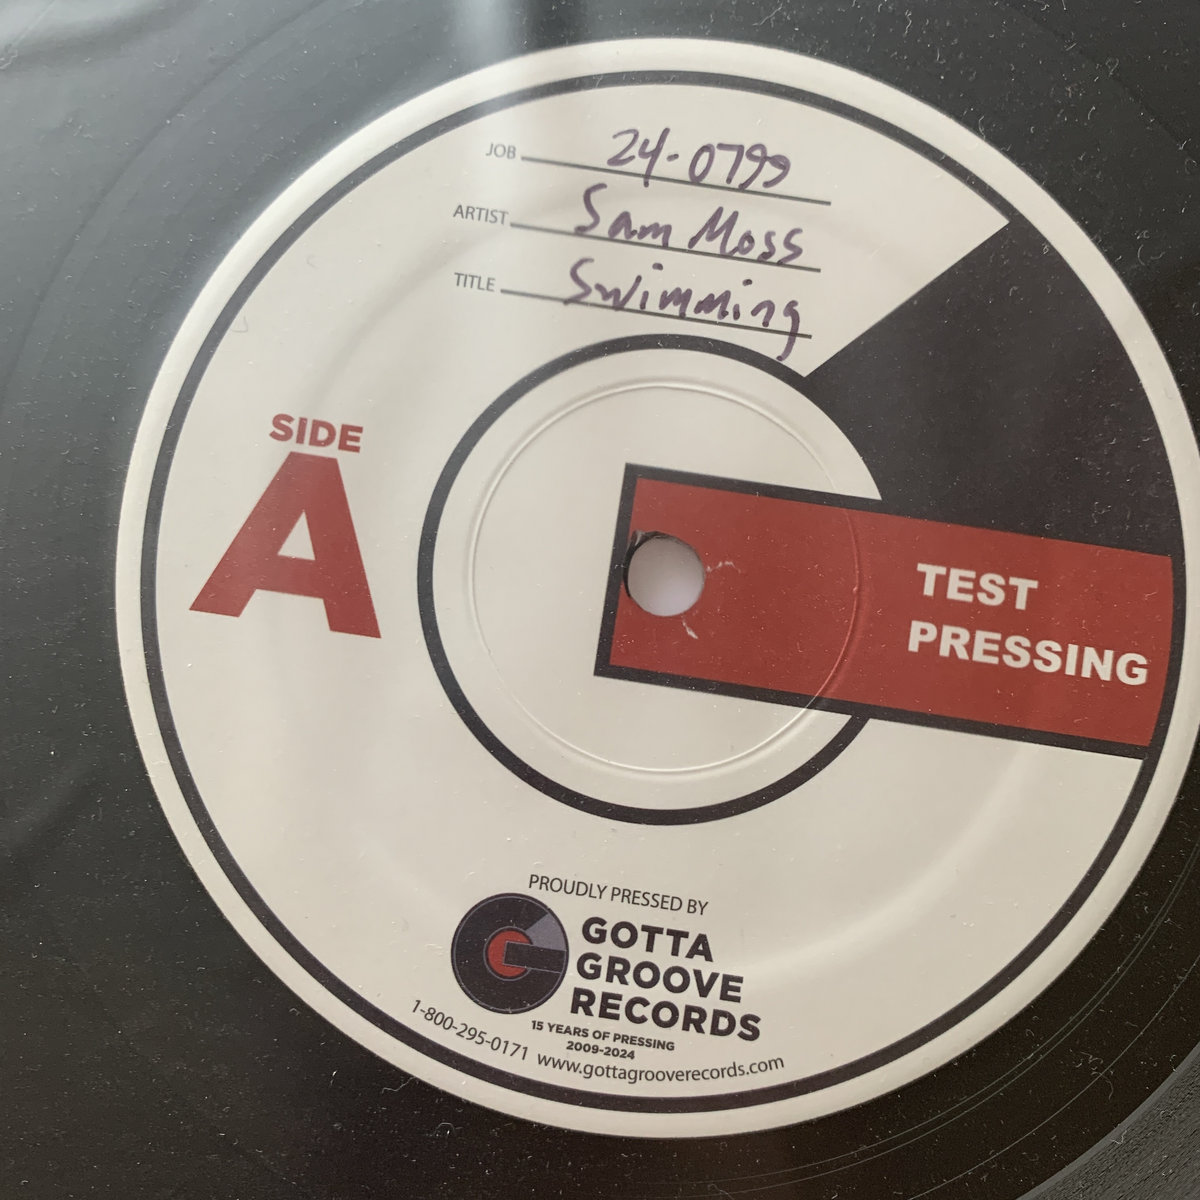 JOB 24-0799
ARTIST Sam Moss
TITLE Swimming
SIDE
A
TEST
PRESSING
PROUDLY PRESSED BY
GOTTA
GROOVE
RECORDS
15 YEARS OF PRESSING
2009-2024
1-800-295-0171 www.gottagrooverecords.com